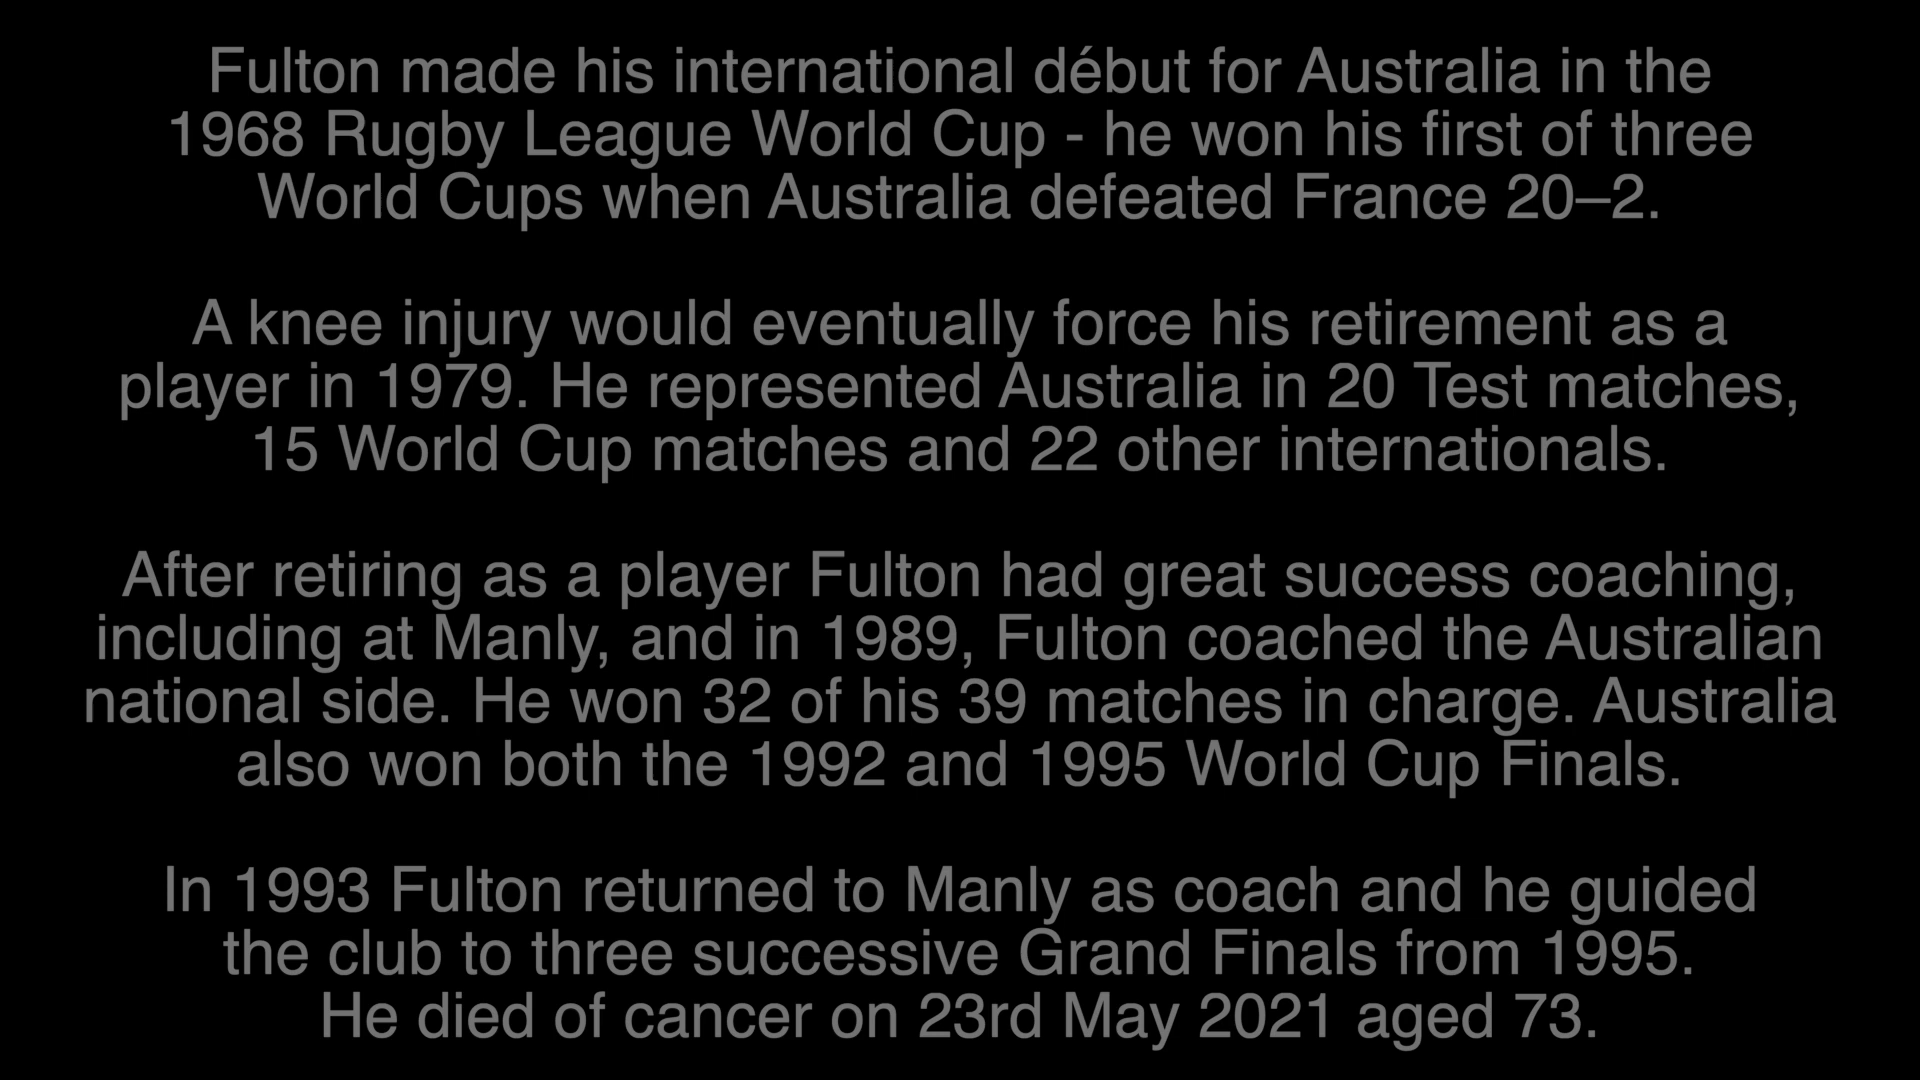 Fulton made his international début for Australia in the
1968 Rugby League World Cup - he won his first of three
World Cups when Australia defeated France 20–2.
A knee injury would eventually force his retirement as a
player in 1979. He represented Australia in 20 Test matches,
15 World Cup matches and 22 other internationals.
After retiring as a player Fulton had great success coaching,
including at Manly, and in 1989, Fulton coached the Australian
national side. He won 32 of his 39 matches in charge. Australia
also won both the 1992 and 1995 World Cup Finals.
In 1993 Fulton returned to Manly as coach and he guided
the club to three successive Grand Finals from 1995.
He died of cancer on 23rd May 2021 aged 73.